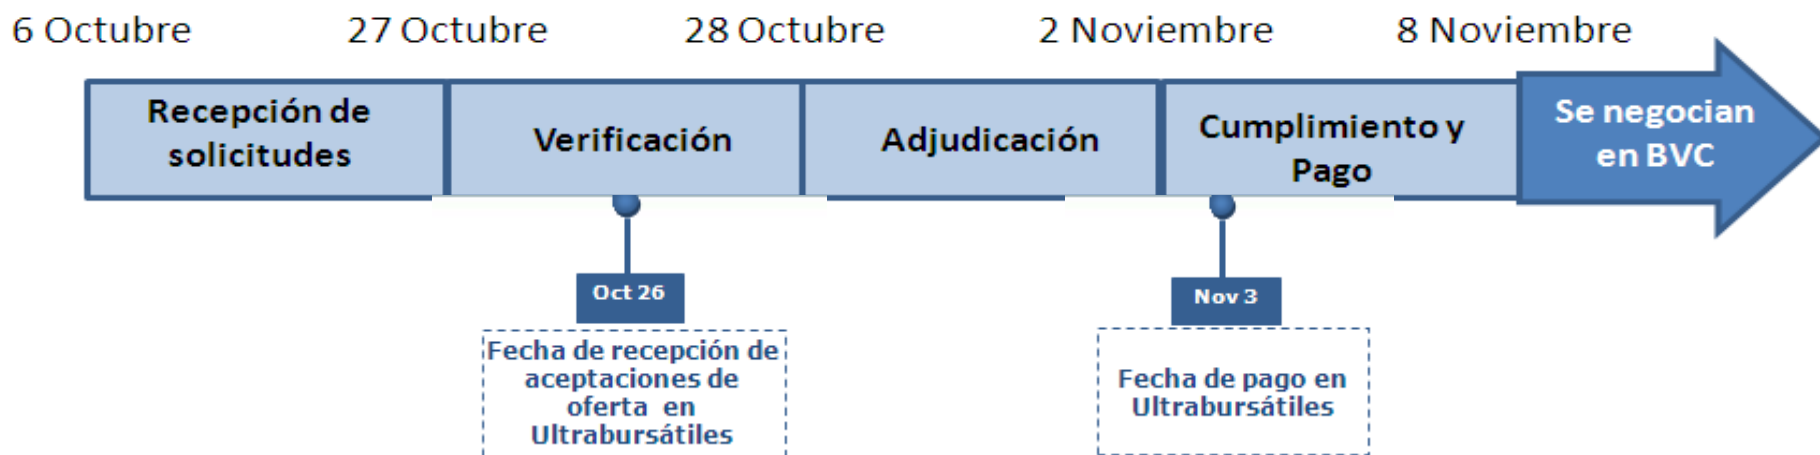 6 Octubre
27 Octubre
28 Octubre
2 Noviembre
8 Noviembre
Recepción de
solicitudes
Verificación
Adjudicación
Cumplimiento y
Pago
Se negocian
en BVC
Oct 26
Fecha de recepción de
aceptaciones de
oferta en
Ultrabursátiles
Nov 3
Fecha de pago en
Ultrabursátiles